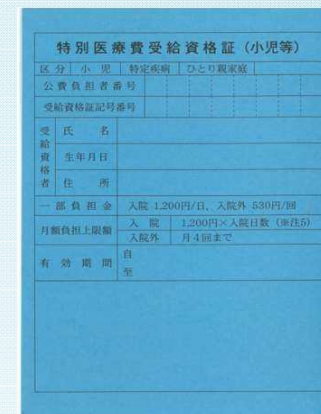 特別医療費受給資格証（小児等）
区分 小児 特定疾病 ひとり親家庭
公費負担者番号
受給資格証記号番号
受給資格者 氏名
生年月日
住所
一部負担金 入院 1,200円/日、入院外 530円/回
月額負担上限額 入院 1,200円×入院日数（※注5）
入院外 月4回まで
有効期間 自
至